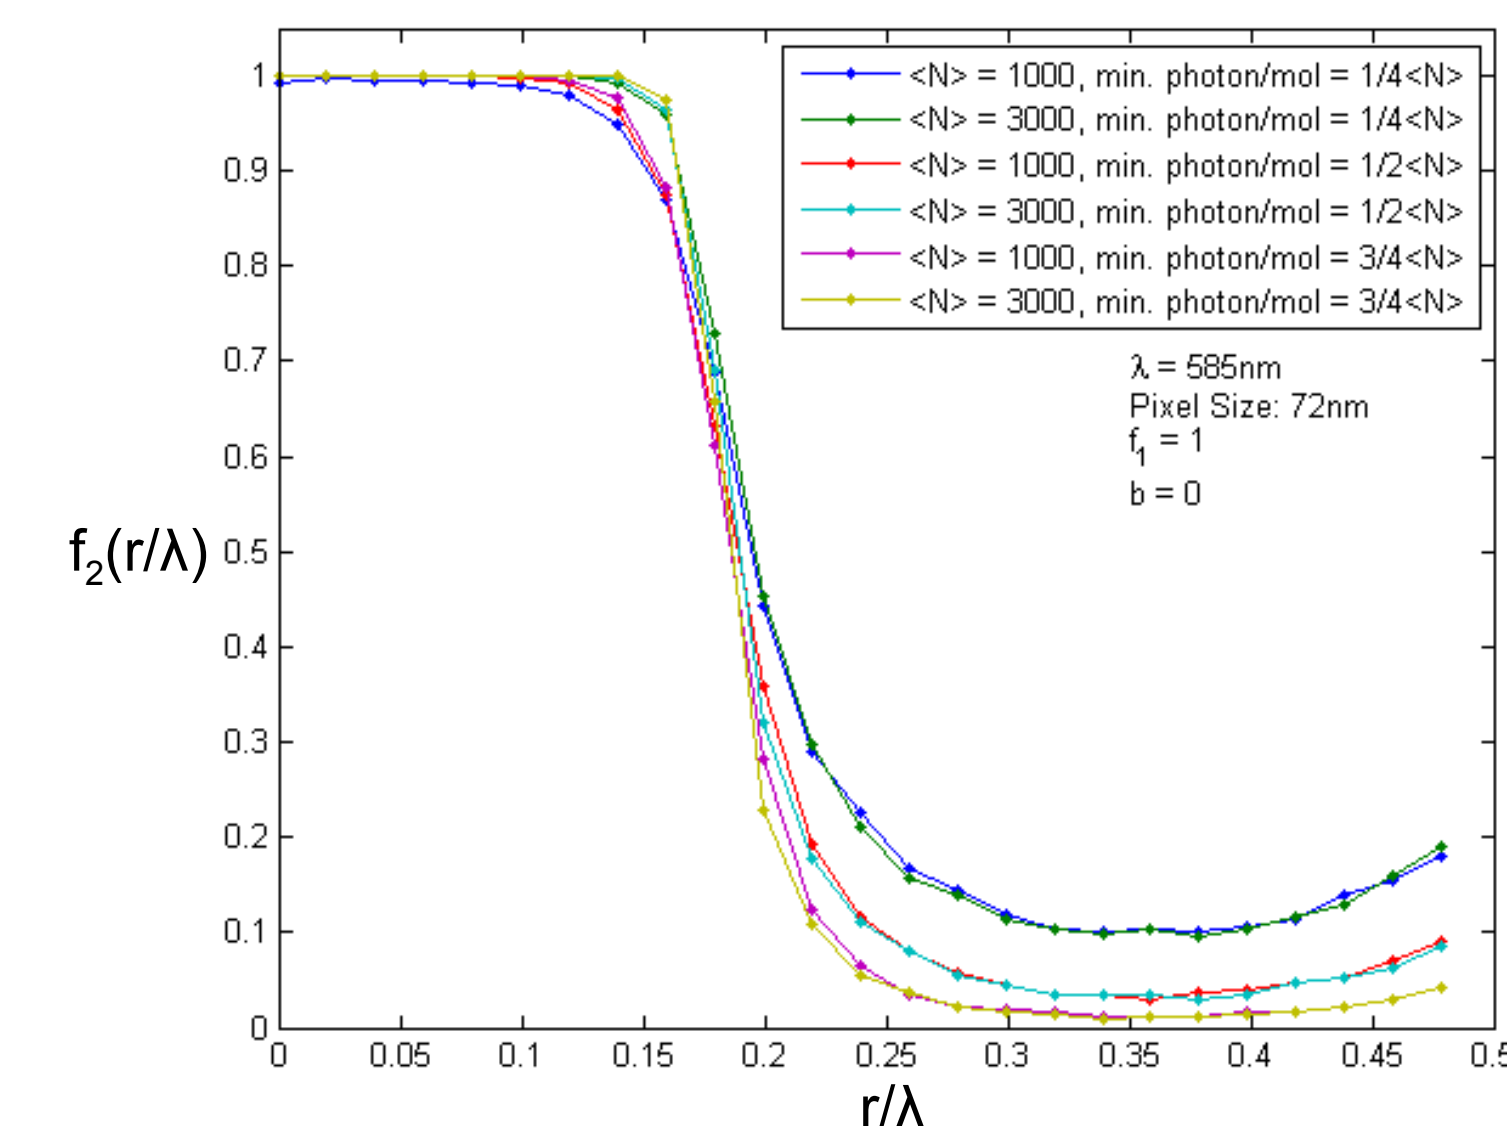 <N> = 1000, min. photon/mol = 1/4<N>
<N> = 3000, min. photon/mol = 1/4<N>
<N> = 1000, min. photon/mol = 1/2<N>
<N> = 3000, min. photon/mol = 1/2<N>
<N> = 1000, min. photon/mol = 3/4<N>
<N> = 3000, min. photon/mol = 3/4<N>
λ = 585nm
Pixel Size: 72nm
f₁ = 1
b = 0
f₂(r/λ)
1
0.9
0.8
0.7
0.6
0.5
0.4
0.3
0.2
0.1
0
0 0.05 0.1 0.15 0.2 0.25 0.3 0.35 0.4 0.45 0.5
r/λ